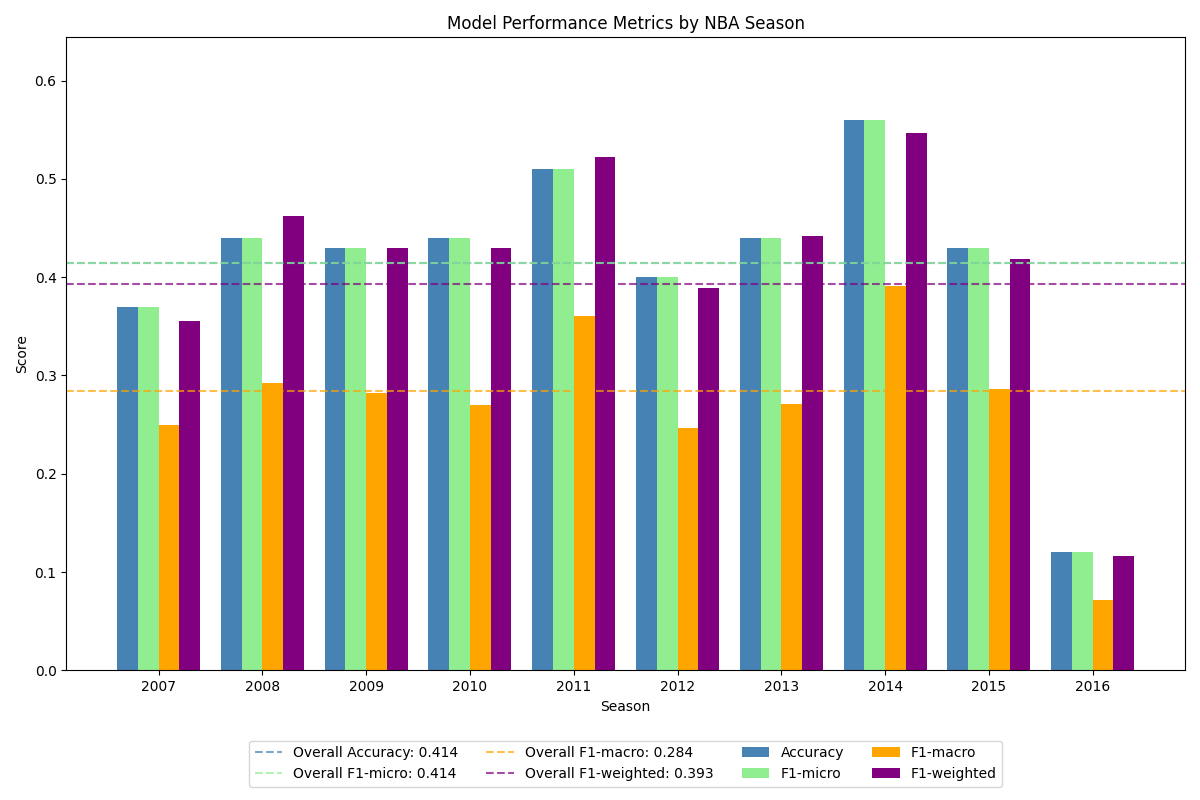 Model Performance Metrics by NBA Season
Score
0.6
0.5
0.4
0.3
0.2
0.1
0.0
2007 2008 2009 2010 2011 2012 2013 2014 2015 2016
Season
Overall Accuracy: 0.414 Overall F1-macro: 0.284 Accuracy F1-macro
Overall F1-micro: 0.414 Overall F1-weighted: 0.393 F1-micro F1-weighted